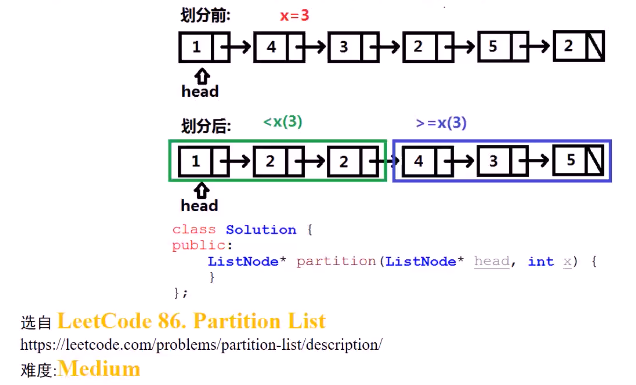 划分前: x=3
1 4 3 2 5 2
head
划分后: <x(3) >=x(3)
1 2 2 4 3 5
head
class Solution {
public:
ListNode* partition(ListNode* head, int x) {
}
};
选自 LeetCode 86. Partition List
https://leetcode.com/problems/partition-list/description/
难度:Medium